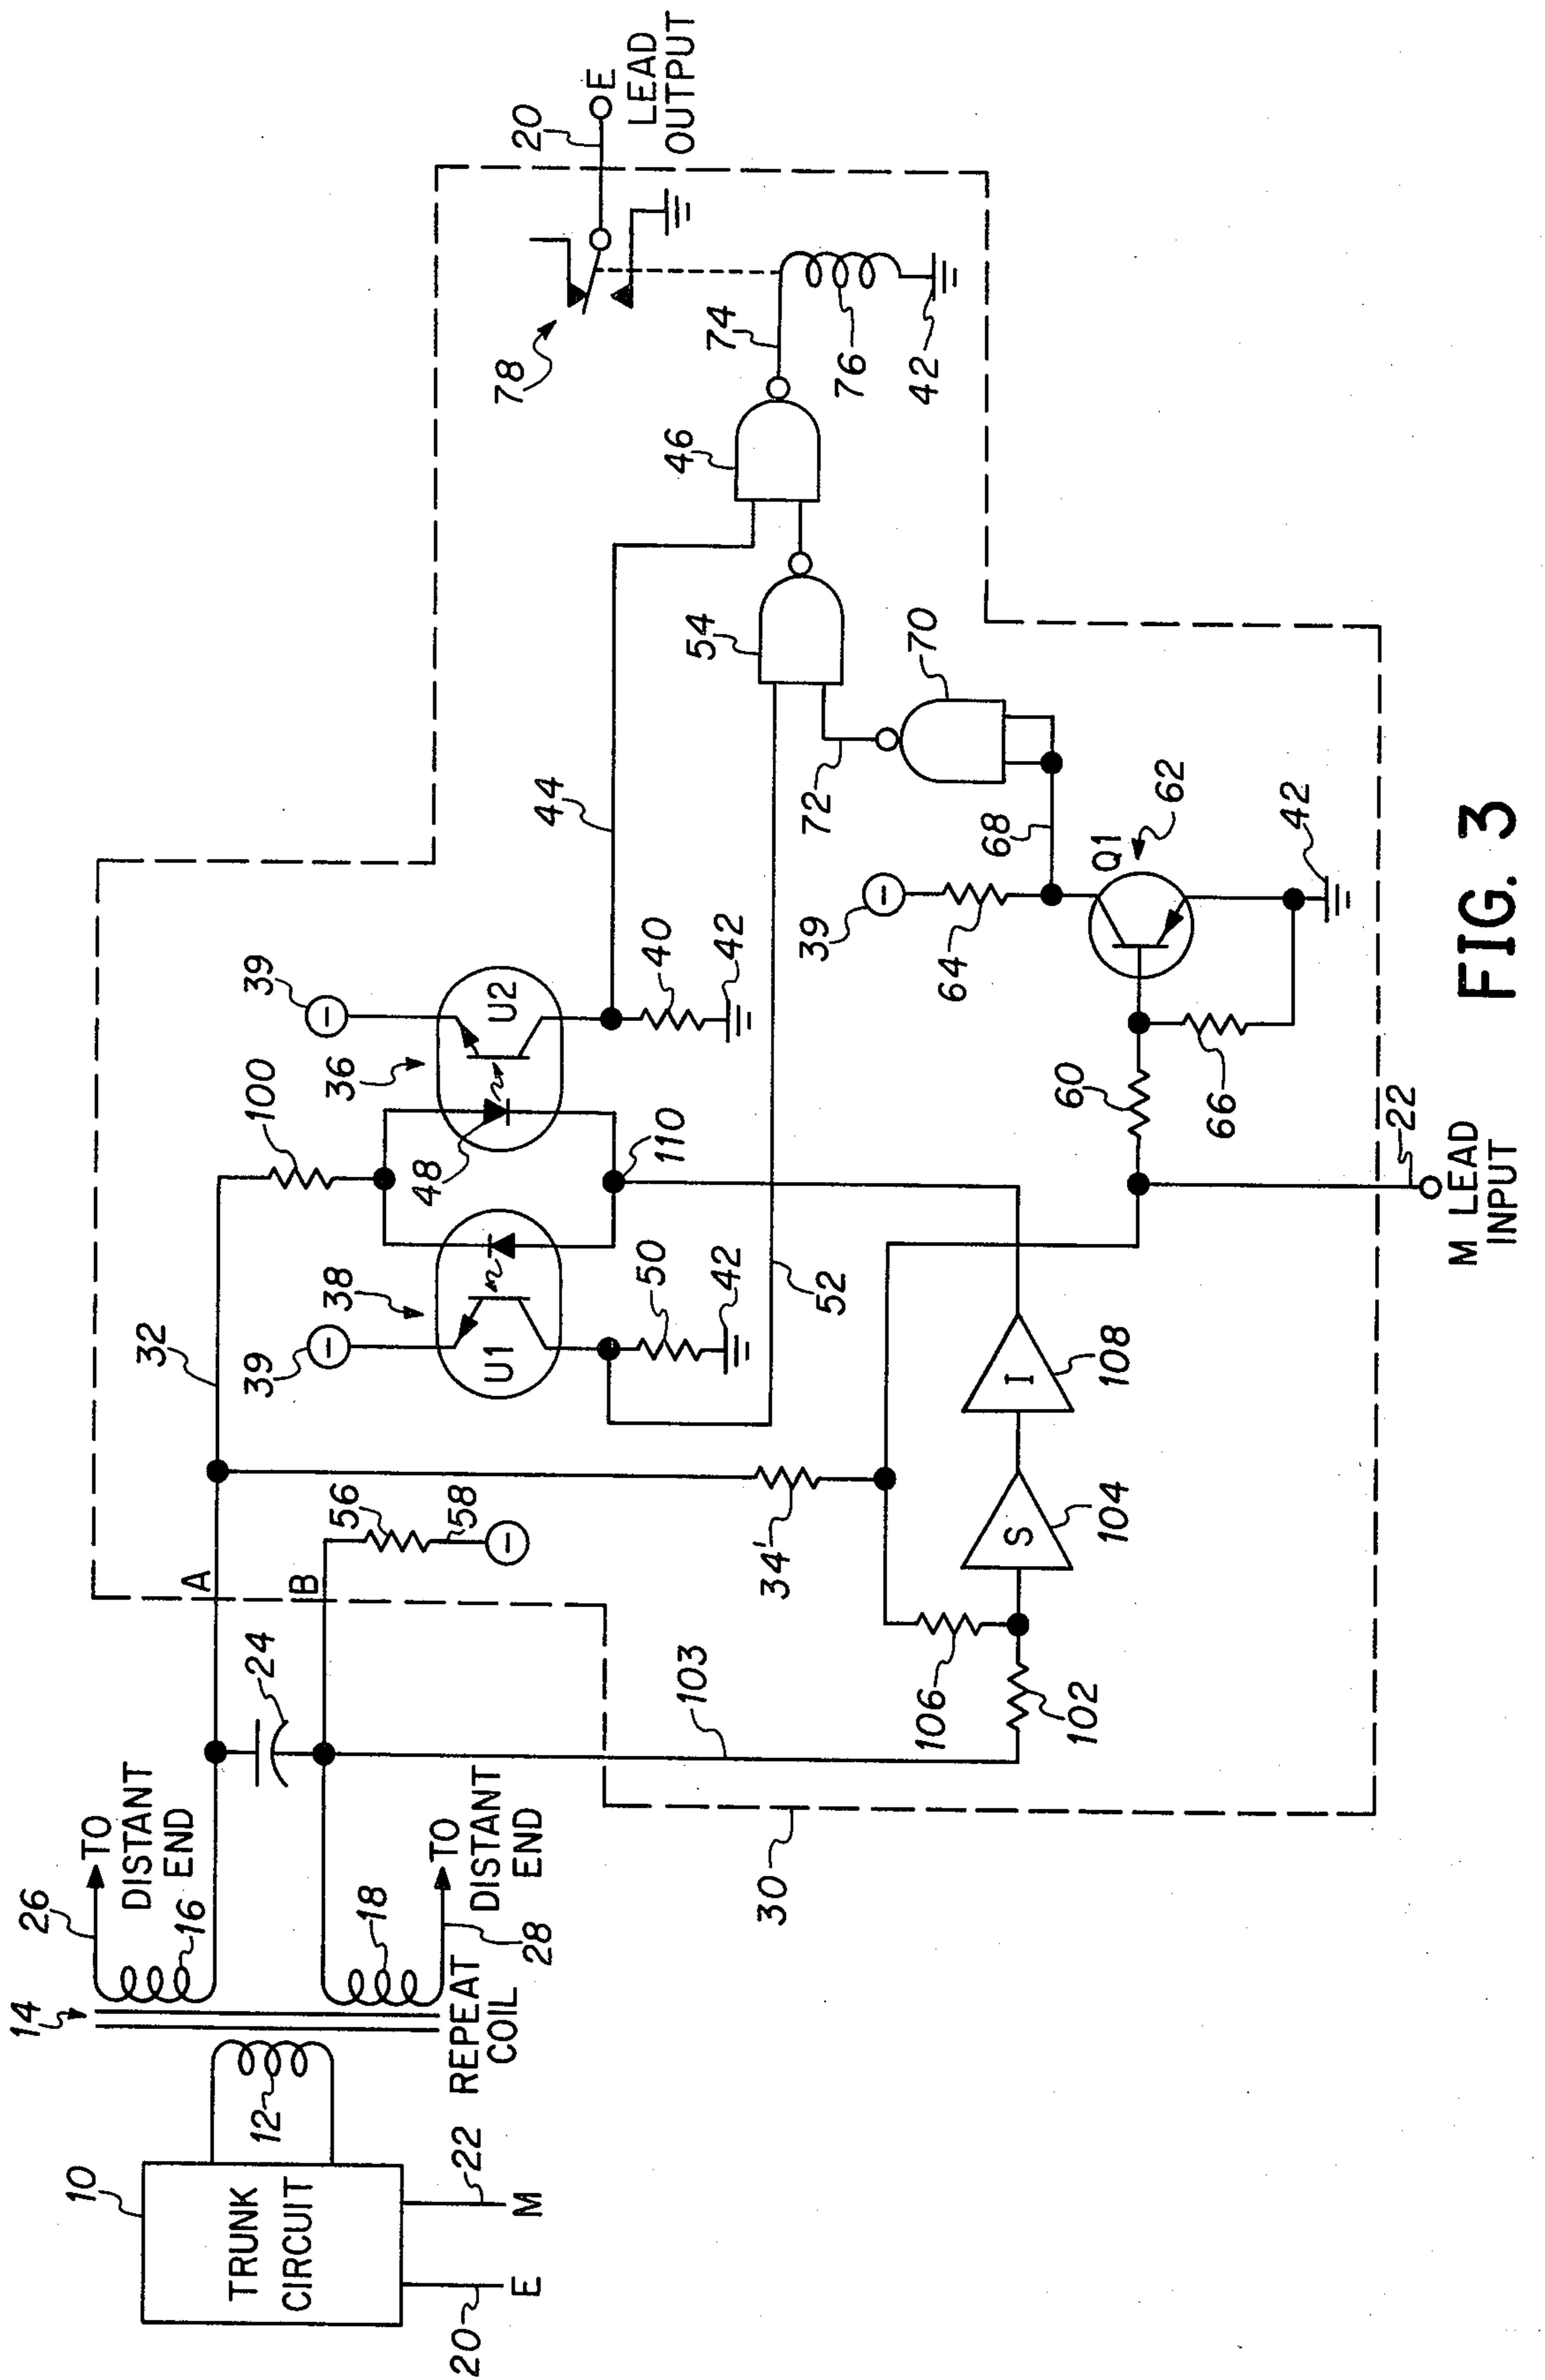 10
TRUNK
CIRCUIT
E
M
20
22
12
14
REPEAT
COIL
26
TO
DISTANT
END
16
18
TO
DISTANT
END
28
24
A
B
30
103
32
56
58
34'
106
102
S
104
I
108
39
38
U1
50
42
52
100
48
110
36
39
U2
40
42
44
60
66
22
M LEAD
INPUT
39
64
68
Q1
62
42
70
72
54
46
74
76
42
78
20
E
LEAD
OUTPUT
FIG. 3